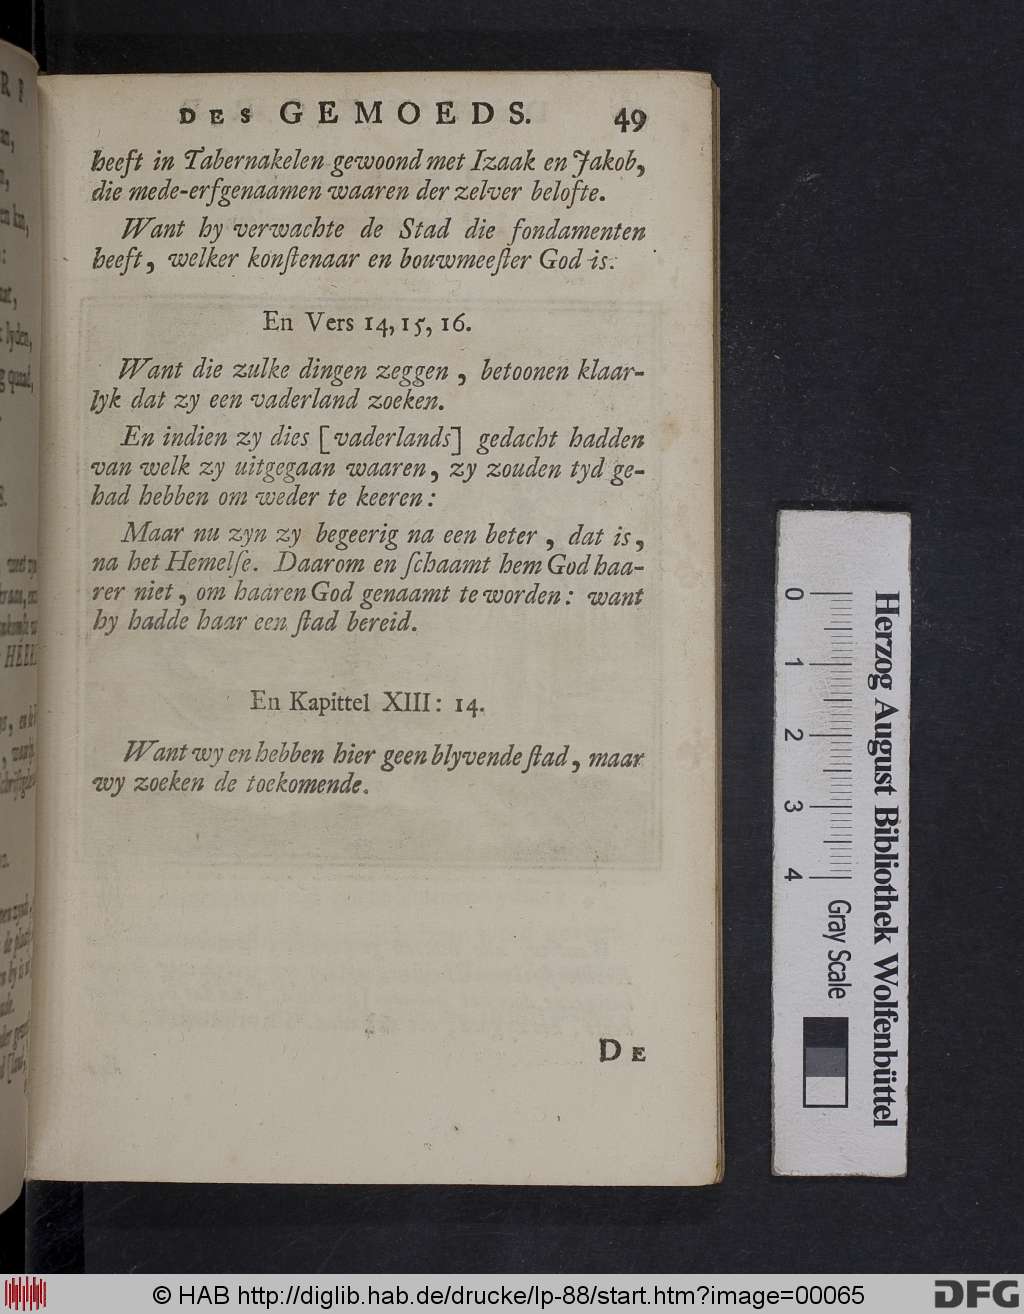 DES GEMOEDS. 49
heeft in Tabernakelen gewoond met Izaak en Jakob,
die mede-erfgenaamen waaren der zelver belofte.
Want hy verwachte de Stad die fondamenten
heeft, welker konſtenaar en bouwmeeſter God is.
En Vers 14, 15, 16.
Want die zulke dingen zeggen, betoonen klaar-
lyk dat zy een vaderland zoeken.
En indien zy dies [vaderlands] gedacht hadden
van welk zy uitgegaan waaren, zy zouden tyd ge-
had hebben om weder te keeren:
Maar nu zyn zy begeerig na een beter, dat is,
na het Hemelſe. Daarom en ſchaamt hem God haa-
rer niet, om haaren God genaamt te worden: want
hy hadde haar een ſtad bereid.
En Kapittel XIII: 14.
Want wy en hebben hier geen blyvende ſtad, maar
wy zoeken de toekomende.
DE
0 1 2 3 4
Gray Scale
Herzog August Bibliothek Wolfenbüttel
© HAB http://diglib.hab.de/drucke/lp-88/start.htm?image=00065
DFG